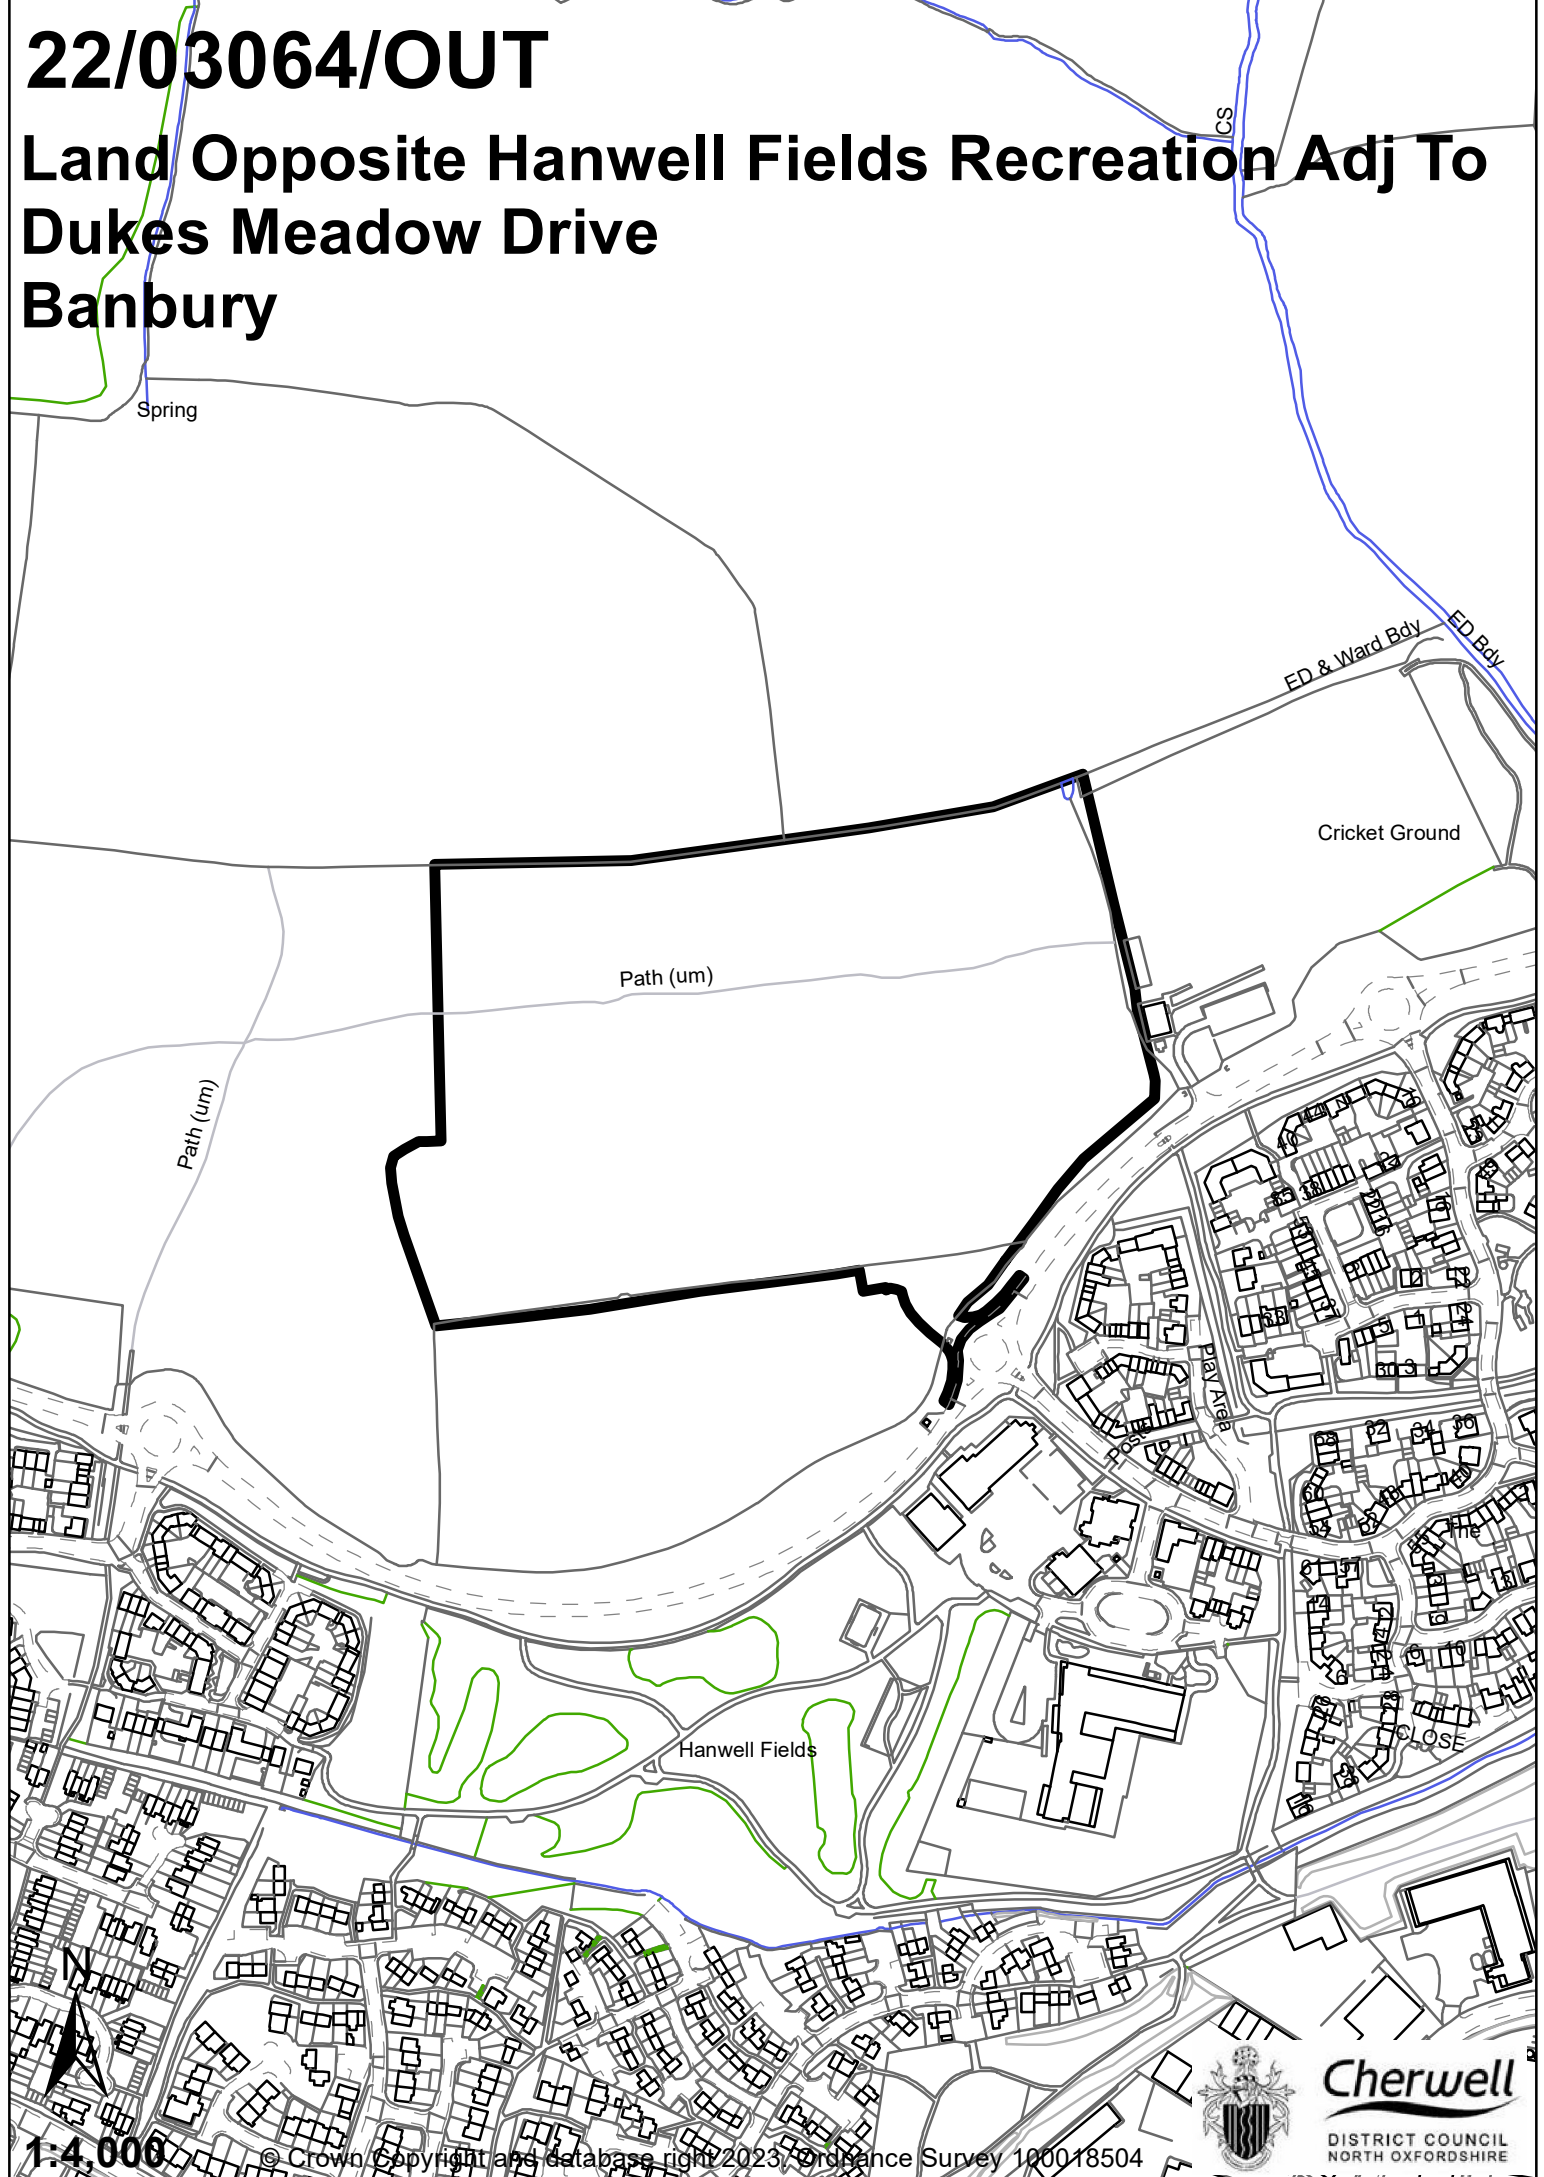 22/03064/OUT
Land Opposite Hanwell Fields Recreation Adj To
Dukes Meadow Drive
Banbury
CS
Spring
ED & Ward Bdy
ED Bdy
Cricket Ground
Path (um)
Path (um)
Play Area
Posts
The
Hanwell Fields
CLOSE
N
1:4,000
© Crown Copyright and database right 2023. Ordnance Survey 100018504
Cherwell
DISTRICT COUNCIL
NORTH OXFORDSHIRE